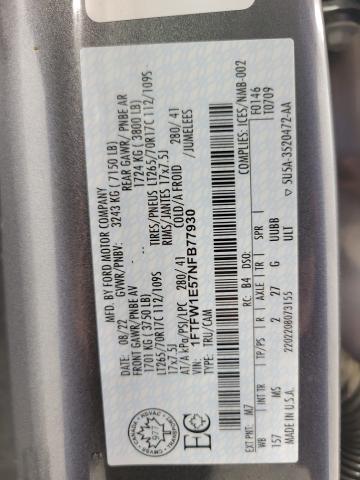 MFD. BY FORD MOTOR COMPANY
08/22 GVWR/PNBV: 3243 KG ( 7150 LB)
FRONT GAWR/ PNBE AV REAR GAWR/ PNBE AR
1701 KG ( 3750 LB) 1724 KG ( 3800 LB)
LT265/70R17C 112/109S TIRES/PNEUS LT265/70R17C 112/109S
17x7.5J RIMS/JANTES 17x7.5J
AT/A kPa/PSI/LPC 280/ 41 COLD/A FROID 280/ 41
VIN: 1FTFW1E57NFB77930 /JUMELEES
TYPE: TRU/CAM
CANADA
EC COMPLIES: ICES/NMB-002
F0146
EXT PNT: M7 RC: B4 DSO: T0709
WB INT TR TP/PS R AXLE TR SPR
157 MS 2 27 G UUBB
MADE IN U.S.A. 2202208073155 ULT ▽ 5U5A-3520472-AA